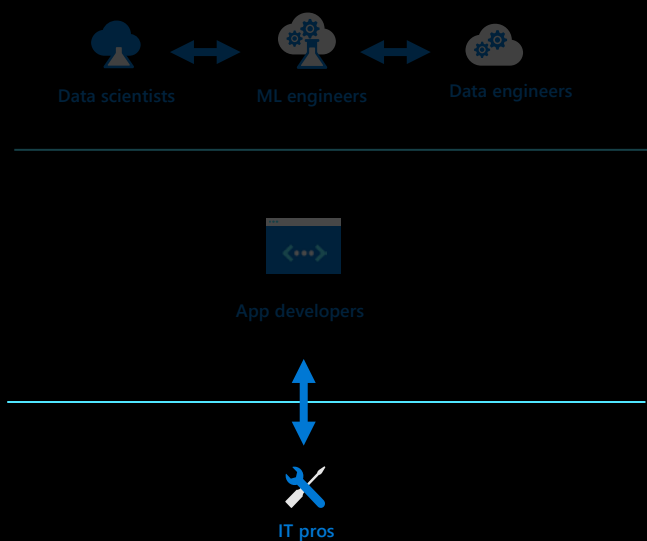 Data scientists
ML engineers
Data engineers
App developers
IT pros